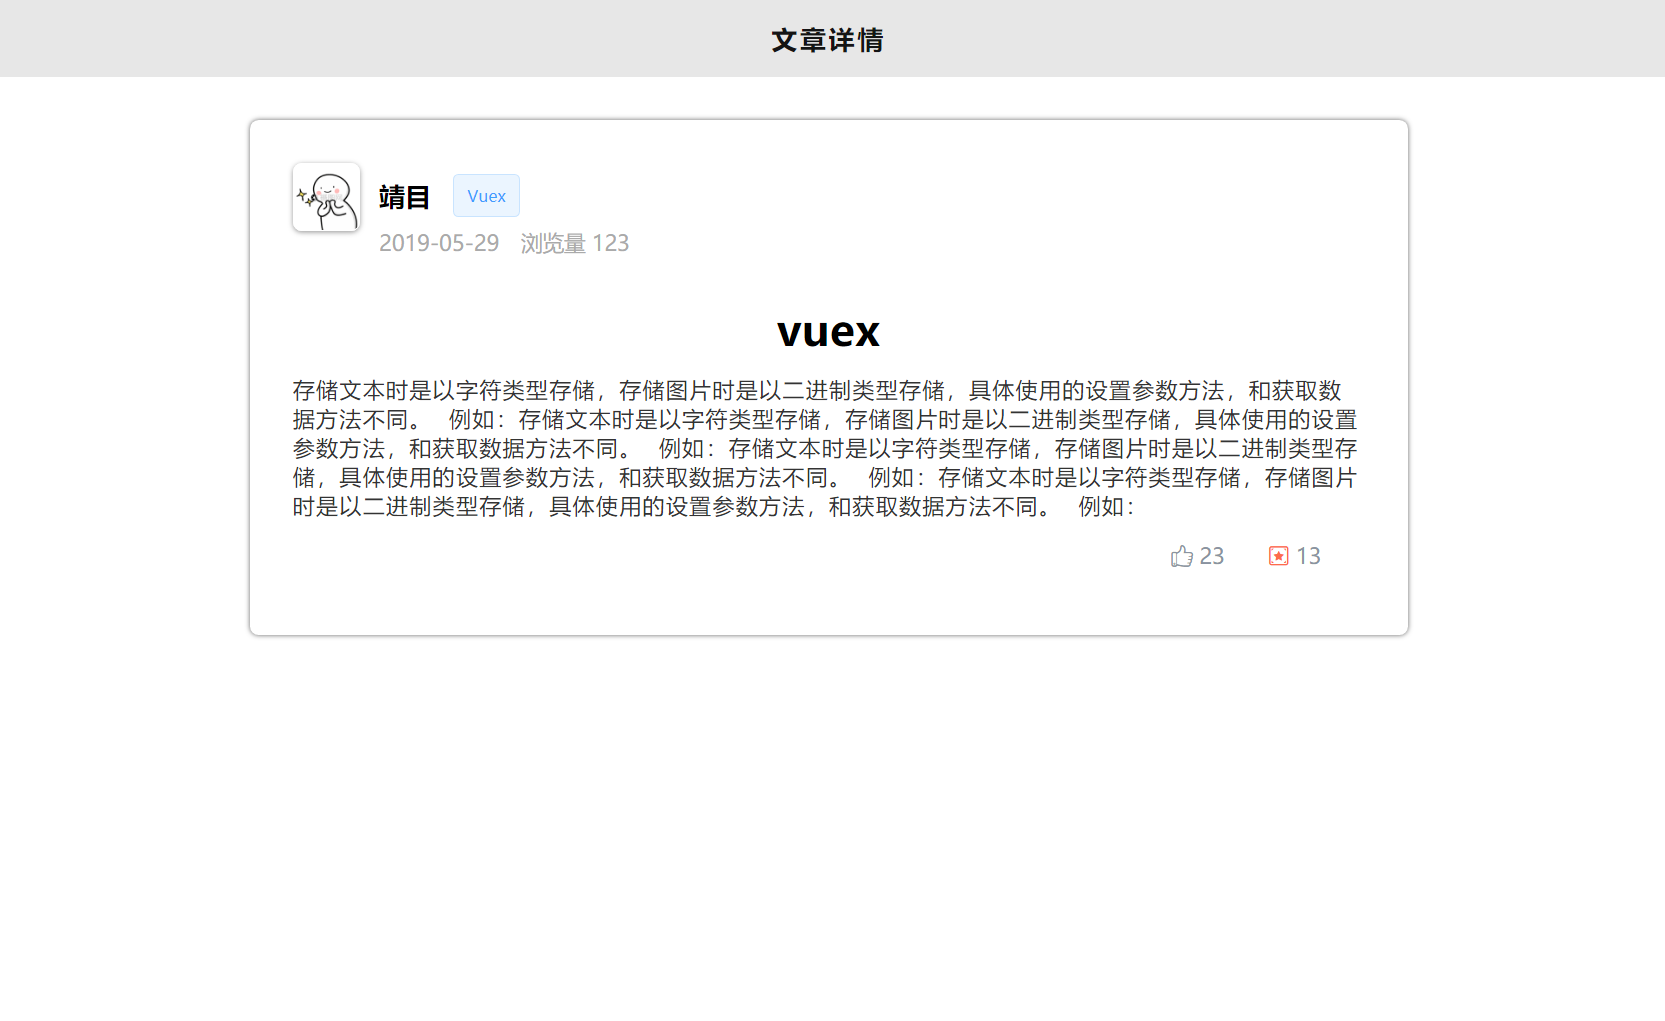 文章详情
靖目
Vuex
2019-05-29 浏览量 123
vuex
存储文本时是以字符类型存储，存储图片时是以二进制类型存储，具体使用的设置参数方法，和获取数
据方法不同。 例如：存储文本时是以字符类型存储，存储图片时是以二进制类型存储，具体使用的设置
参数方法，和获取数据方法不同。 例如：存储文本时是以字符类型存储，存储图片时是以二进制类型存
储，具体使用的设置参数方法，和获取数据方法不同。 例如：存储文本时是以字符类型存储，存储图片
时是以二进制类型存储，具体使用的设置参数方法，和获取数据方法不同。 例如：
23 13